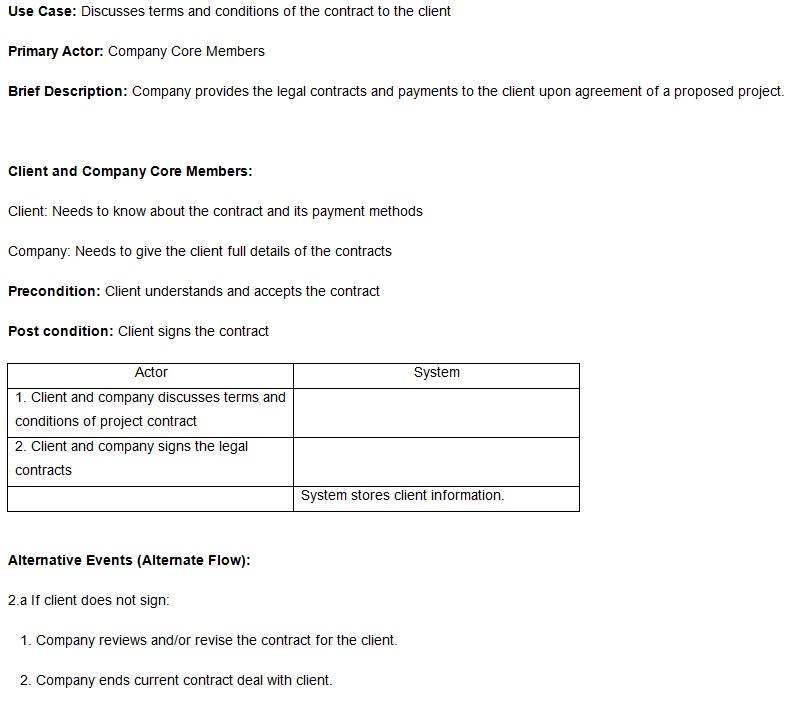 Use Case: Discusses terms and conditions of the contract to the client
Primary Actor: Company Core Members
Brief Description: Company provides the legal contracts and payments to the client upon agreement of a proposed project.
Client and Company Core Members:
Client: Needs to know about the contract and its payment methods
Company: Needs to give the client full details of the contracts
Precondition: Client understands and accepts the contract
Post condition: Client signs the contract
Actor System
1. Client and company discusses terms and
conditions of project contract
2. Client and company signs the legal
contracts
System stores client information.
Alternative Events (Alternate Flow):
2.a If client does not sign:
1. Company reviews and/or revise the contract for the client.
2. Company ends current contract deal with client.